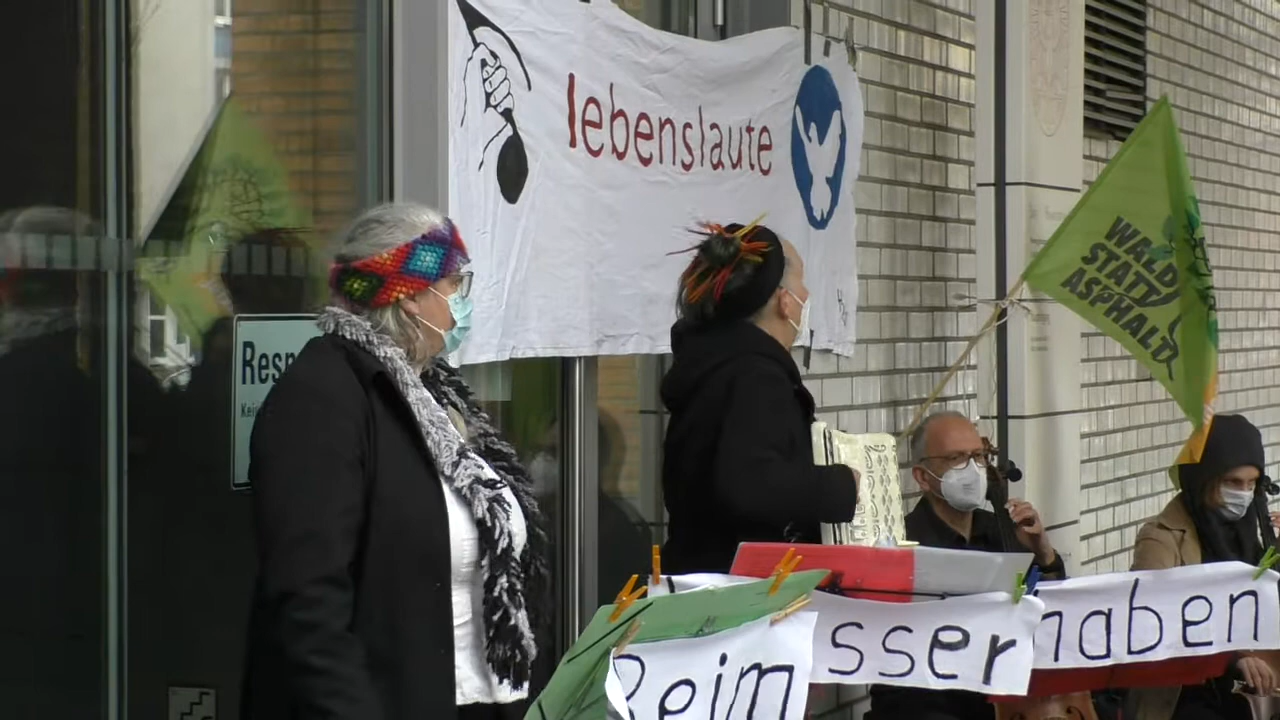 lebenslaute
WALD
STATT
ASPHALT
Resp
Beim
sser
haben